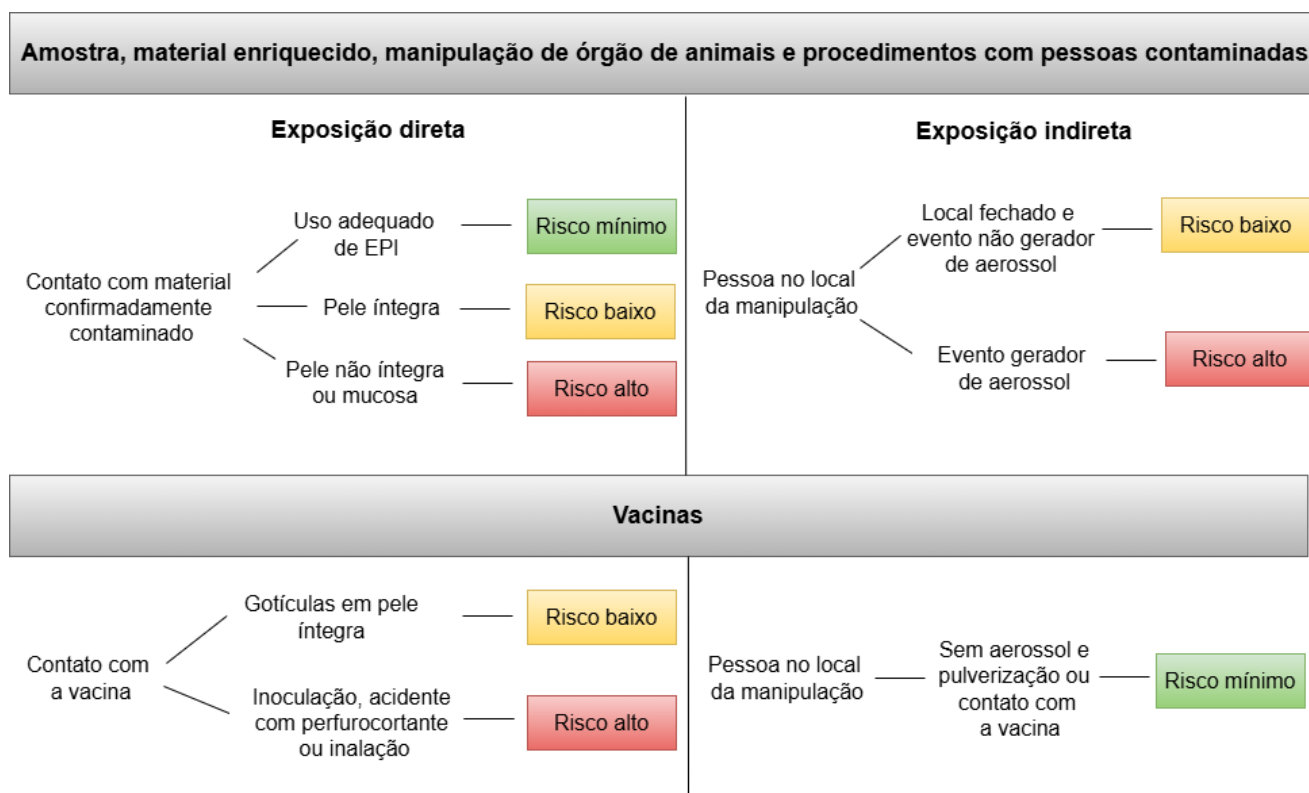 Amostra, material enriquecido, manipulação de órgão de animais e procedimentos com pessoas contaminadas
Exposição direta
Contato com material
confirmadamente
contaminado
Uso adequado
de EPI
Risco mínimo
Pele íntegra
Risco baixo
Pele não íntegra
ou mucosa
Risco alto
Exposição indireta
Pessoa no local
da manipulação
Local fechado e
evento não gerador
de aerossol
Risco baixo
Evento gerador
de aerossol
Risco alto
Vacinas
Contato com
a vacina
Gotículas em pele
íntegra
Risco baixo
Inoculação, acidente
com perfurocortante
ou inalação
Risco alto
Pessoa no local
da manipulação
Sem aerossol e
pulverização ou
contato com
a vacina
Risco mínimo